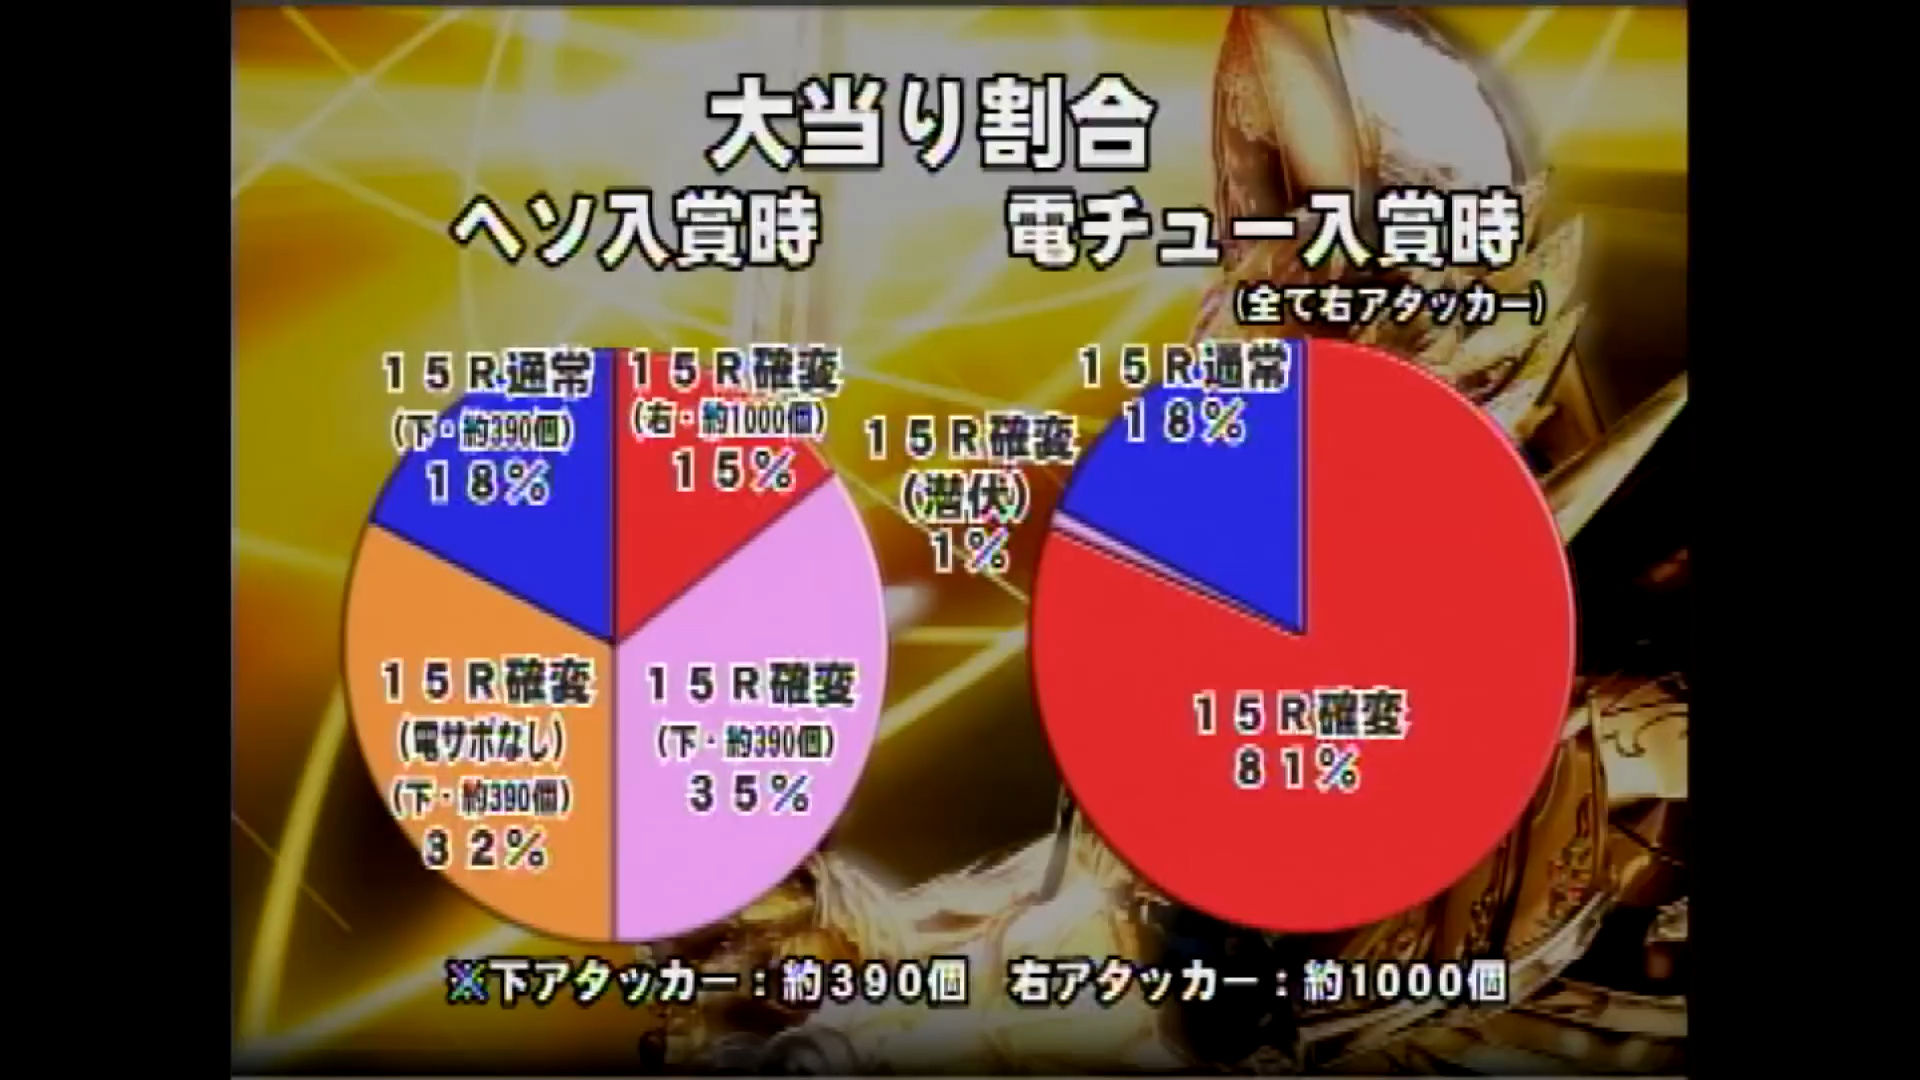 大当り割合
ヘソ入賞時
電チュー入賞時
(全て右アタッカー)
15R通常
(下・約390個)
18%
15R確変
(右・約1000個)
15%
15R確変
(電サポなし)
(下・約390個)
32%
15R確変
(下・約390個)
35%
15R確変
(潜伏)
1%
15R通常
18%
15R確変
81%
※下アタッカー:約390個 右アタッカー:約1000個